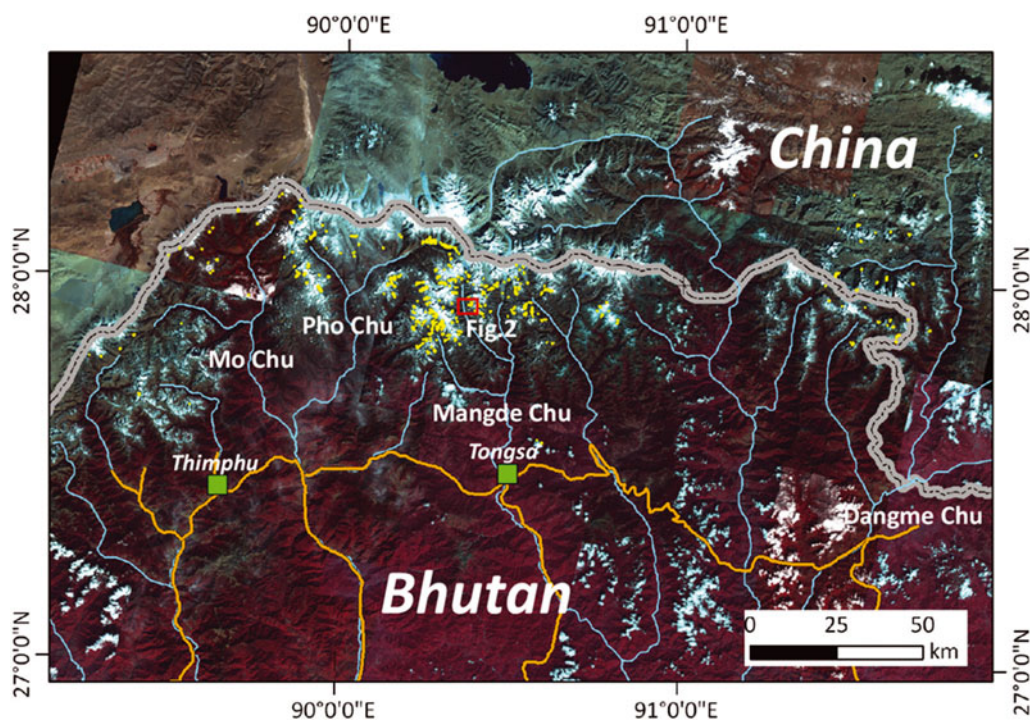 90°0'0"E
91°0'0"E
China
28°0'0"N
28°0'0"N
Pho Chu
Fig.2
Mo Chu
Mangde Chu
Thimphu
Tongsa
Dangme Chu
Bhutan
0 25 50
km
27°0'0"N
27°0'0"N
90°0'0"E
91°0'0"E